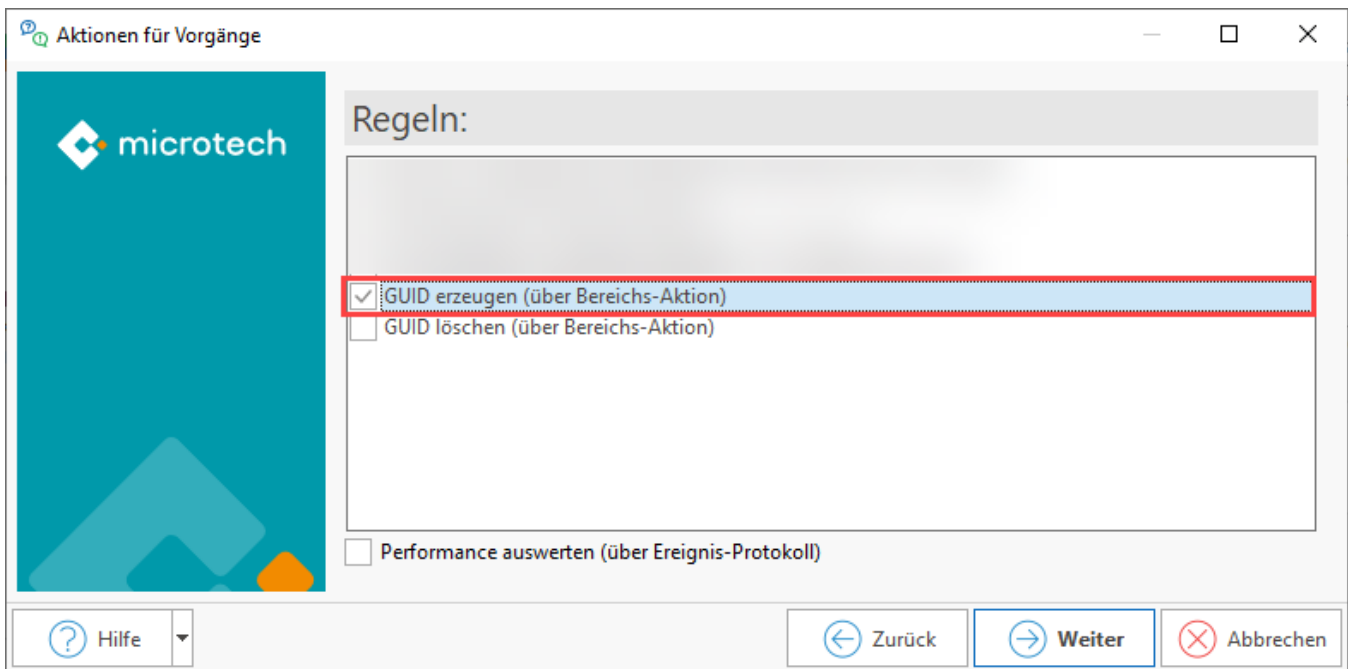 Aktionen für Vorgänge
microtech
Regeln:
GUID erzeugen (über Bereichs-Aktion)
GUID löschen (über Bereichs-Aktion)
Performance auswerten (über Ereignis-Protokoll)
Hilfe
Zurück
Weiter
Abbrechen